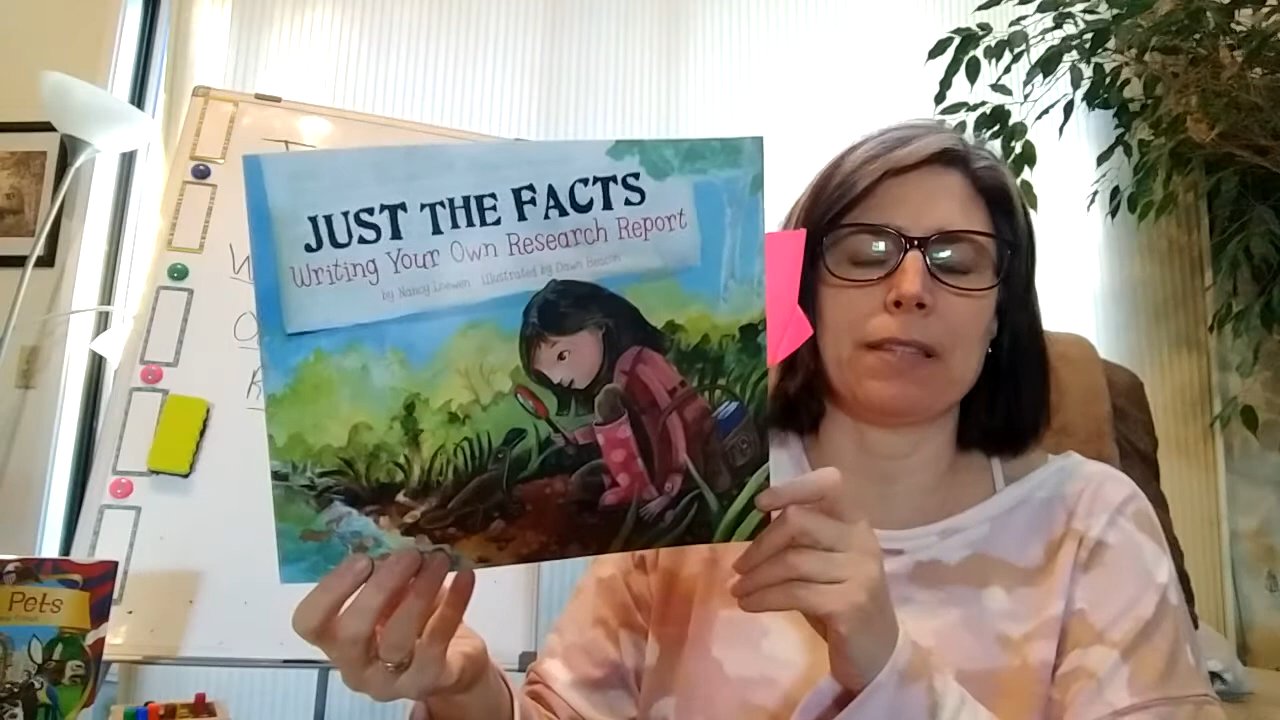 JUST THE FACTS
Writing Your Own Research Report
by Nancy Loewen illustrated by Dawn Beacon
Pets